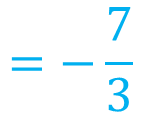 = − 7/3